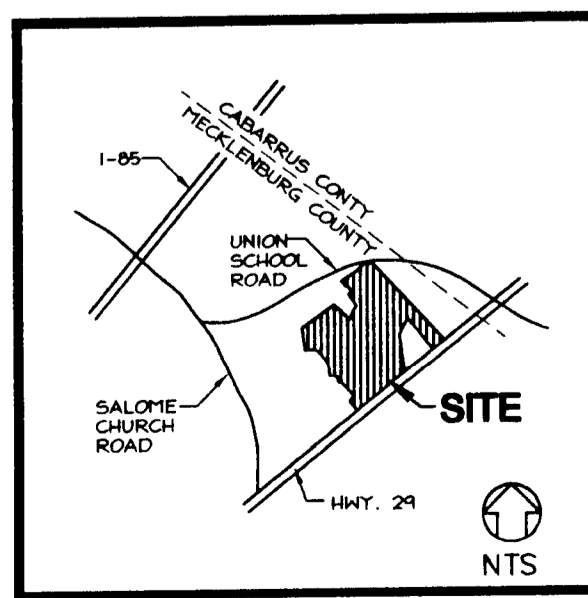 CABARRUS CONTY
MECKLENBURG COUNTY
I-85
UNION
SCHOOL
ROAD
SALOME
CHURCH
ROAD
SITE
HWY. 29
NTS